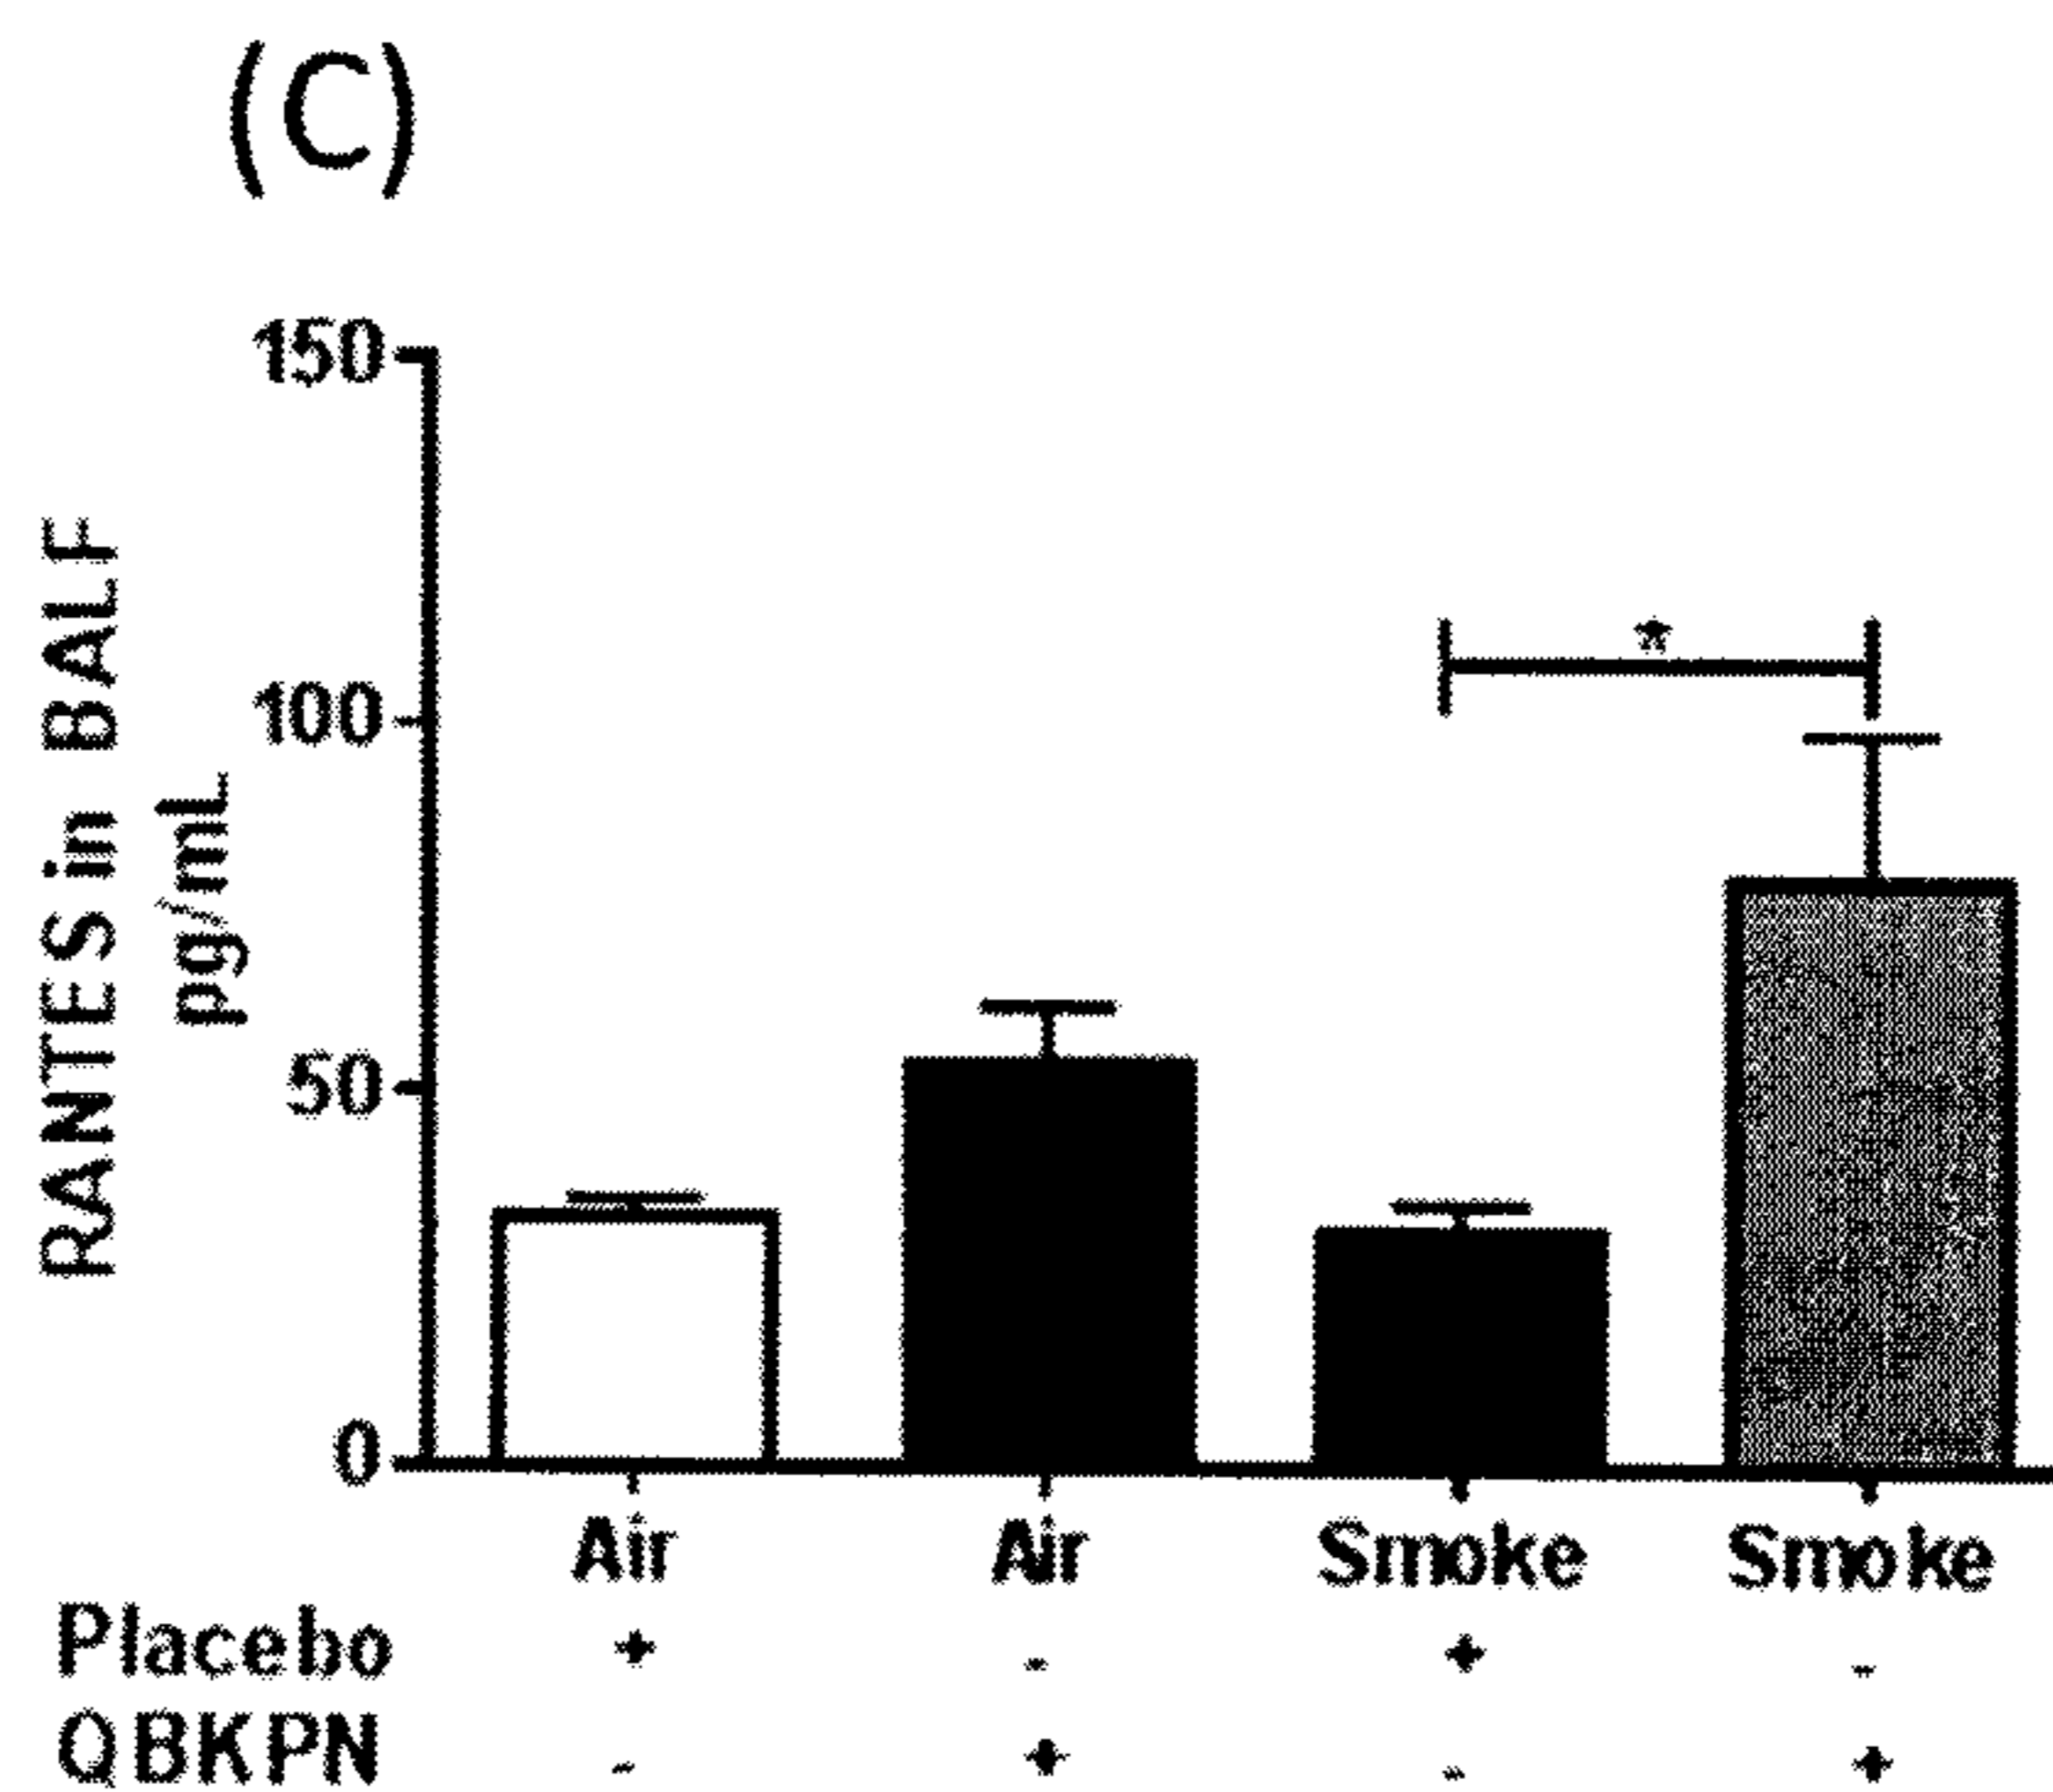 (C)
150
100
50
0
RANTES in BALF
pg/mL
*
Air Air Smoke Smoke
Placebo + - + -
QBKPN - + - +